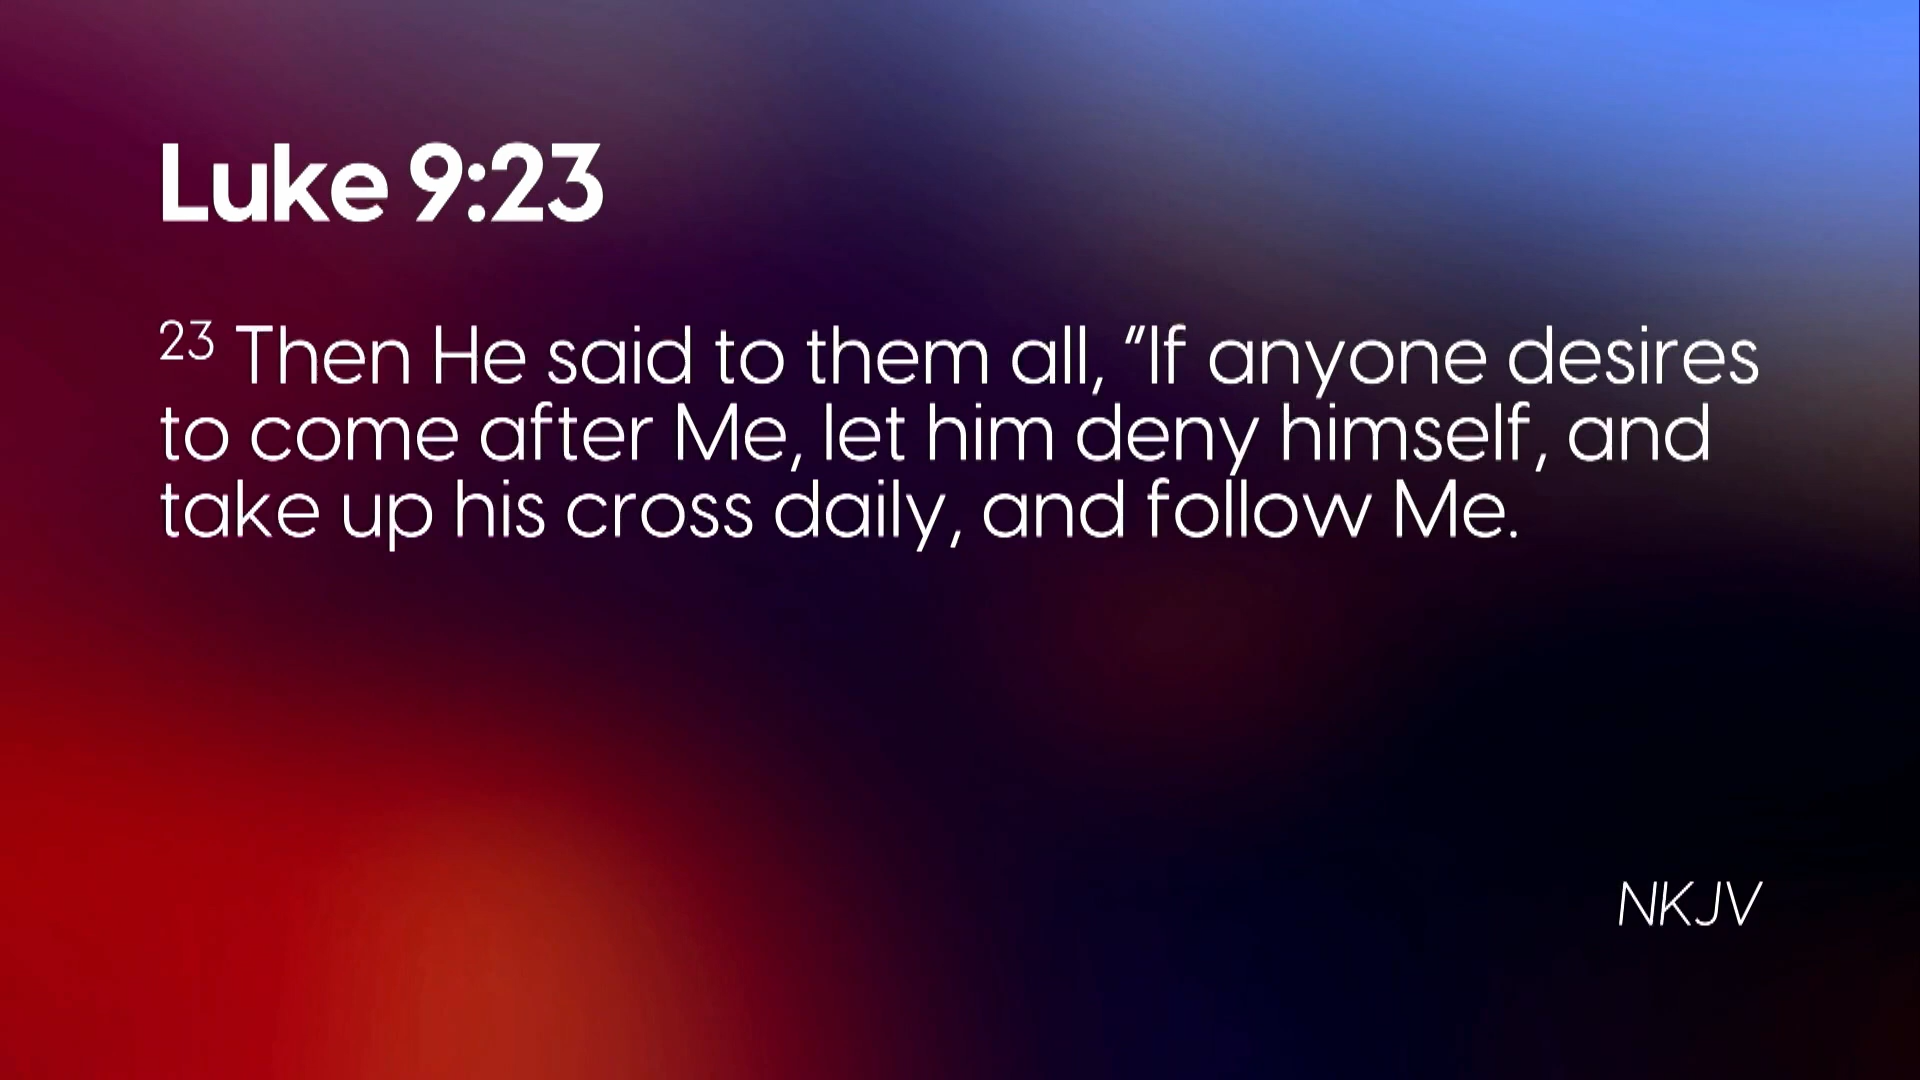 Luke 9:23
23 Then He said to them all, “If anyone desires
to come after Me, let him deny himself, and
take up his cross daily, and follow Me.
NKJV